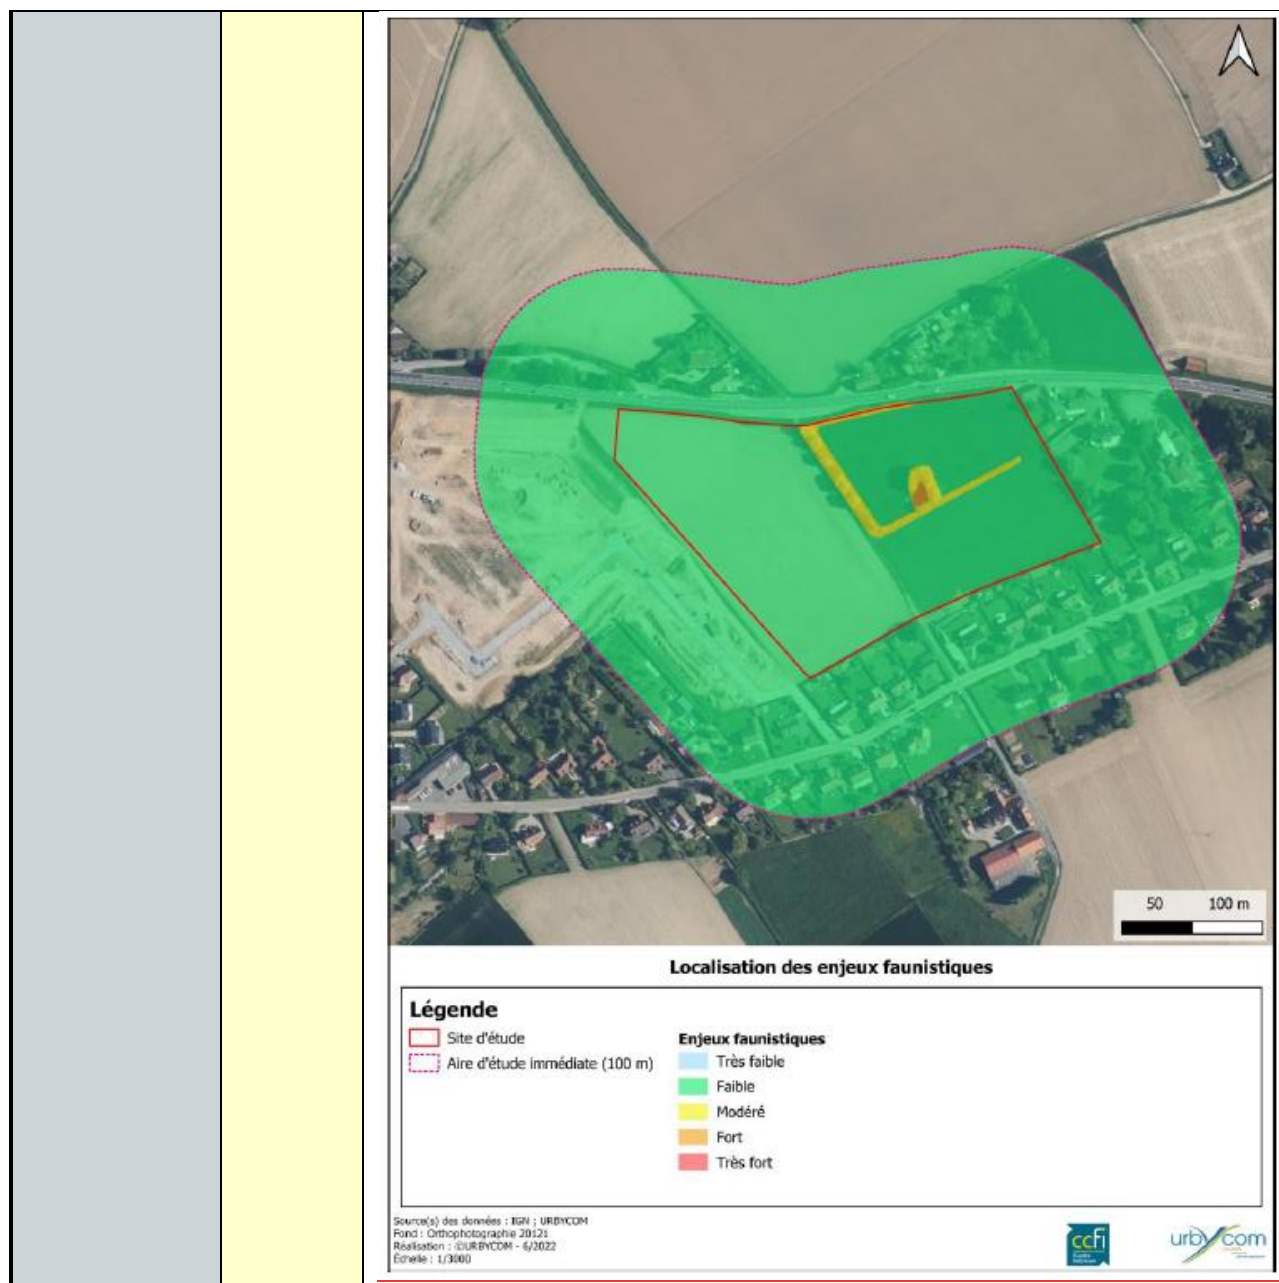 50 100 m
Localisation des enjeux faunistiques
Légende
Site d'étude
Aire d'étude immédiate (100 m)
Enjeux faunistiques
Très faible
Faible
Modéré
Fort
Très fort
Source(s) des données : IGN ; URBYCOM
Fond : Orthophotographie 20121
Réalisation : ©URBYCOM - 6/2022
Échelle : 1/3000
ccfi
urbycom